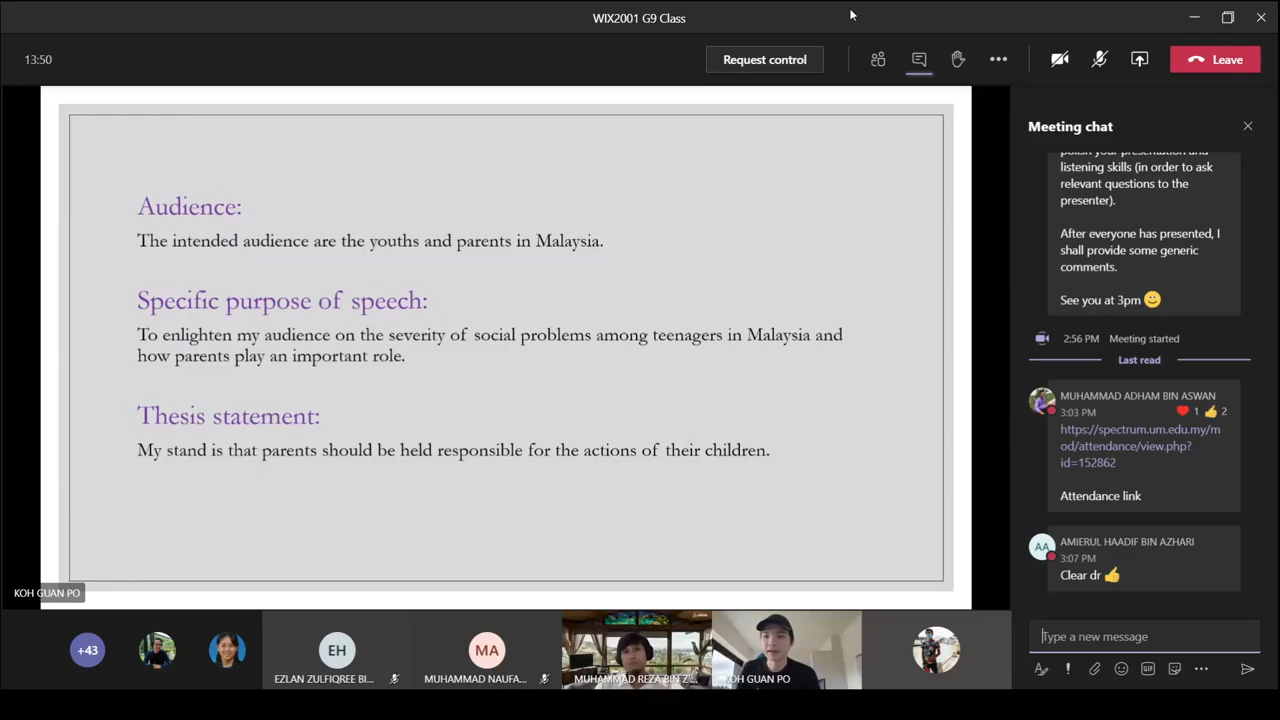 WIX2001 G9 Class
13:50
Request control
Leave
Audience:
The intended audience are the youths and parents in Malaysia.
Specific purpose of speech:
To enlighten my audience on the severity of social problems among teenagers in Malaysia and
how parents play an important role.
Thesis statement:
My stand is that parents should be held responsible for the actions of their children.
KOH GUAN PO
+43
EH
EZLAN ZULFIQREE BI...
MA
MUHAMMAD NAUFA...
MUHAMMAD REZA BIN Z...
KOH GUAN PO
Meeting chat
polish your presentation and
listening skills (in order to ask
relevant questions to the
presenter).
After everyone has presented, I
shall provide some generic
comments.
See you at 3pm 🙂
2:56 PM Meeting started
Last read
MUHAMMAD ADHAM BIN ASWAN
3:03 PM ❤️ 1 👍 2
https://spectrum.um.edu.my/m
od/attendance/view.php?
id=152862
Attendance link
AA
AMIERUL HAADIF BIN AZHARI
3:07 PM
Clear dr 👍
Type a new message
GIF